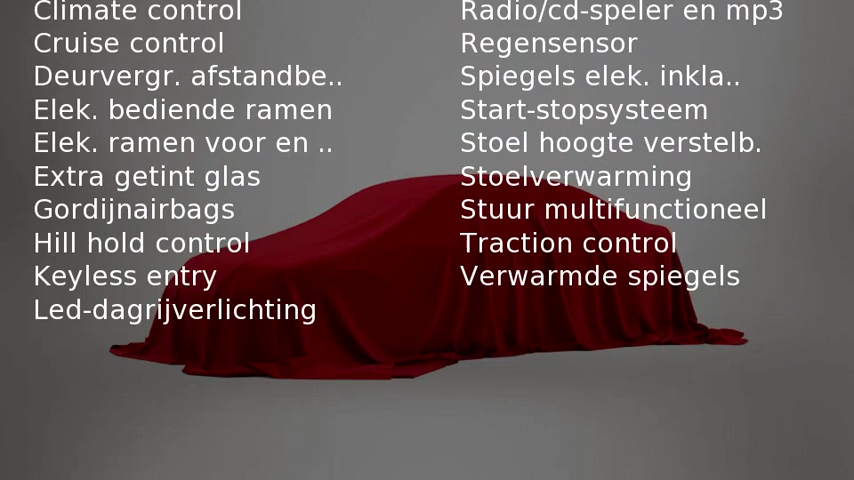 Climate control
Cruise control
Deurvergr. afstandbe..
Elek. bediende ramen
Elek. ramen voor en ..
Extra getint glas
Gordijnairbags
Hill hold control
Keyless entry
Led-dagrijverlichting
Radio/cd-speler en mp3
Regensensor
Spiegels elek. inkla..
Start-stopsysteem
Stoel hoogte verstelb.
Stoelverwarming
Stuur multifunctioneel
Traction control
Verwarmde spiegels